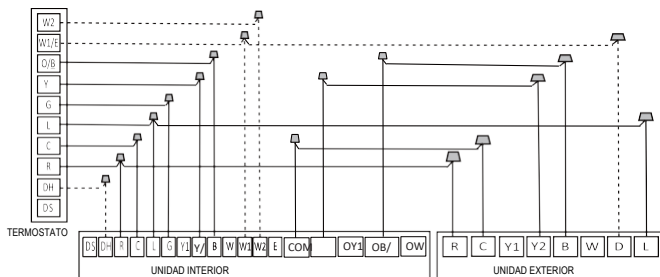 W2
W1/E
O/B
Y
G
L
C
R
DH
DS
TERMOSTATO
DS DH R C L G Y1 Y/ B W W1 W2 E COM OY1 OB/ OW
R C Y1 Y2 B W D L
UNIDAD INTERIOR
UNIDAD EXTERIOR